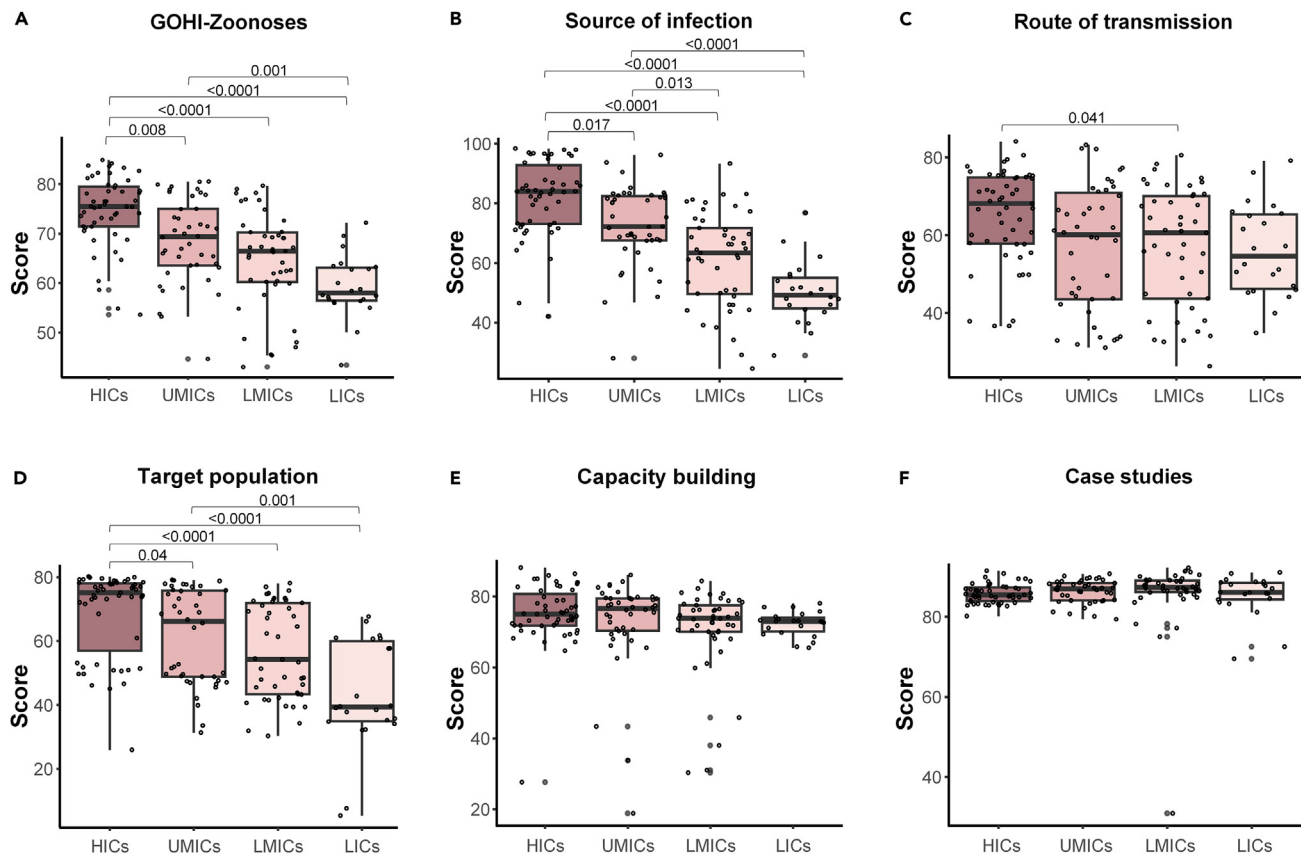 A GOHI-Zoonoses
0.001
<0.0001
<0.0001
0.008
Score
80
70
60
50
HICs UMICs LMICs LICs
B Source of infection
<0.0001
<0.0001
0.013
<0.0001
0.017
Score
100
80
60
40
HICs UMICs LMICs LICs
C Route of transmission
0.041
Score
80
60
40
HICs UMICs LMICs LICs
D Target population
0.001
<0.0001
<0.0001
0.04
Score
80
60
40
20
HICs UMICs LMICs LICs
E Capacity building
Score
80
60
40
20
HICs UMICs LMICs LICs
F Case studies
Score
80
60
40
HICs UMICs LMICs LICs